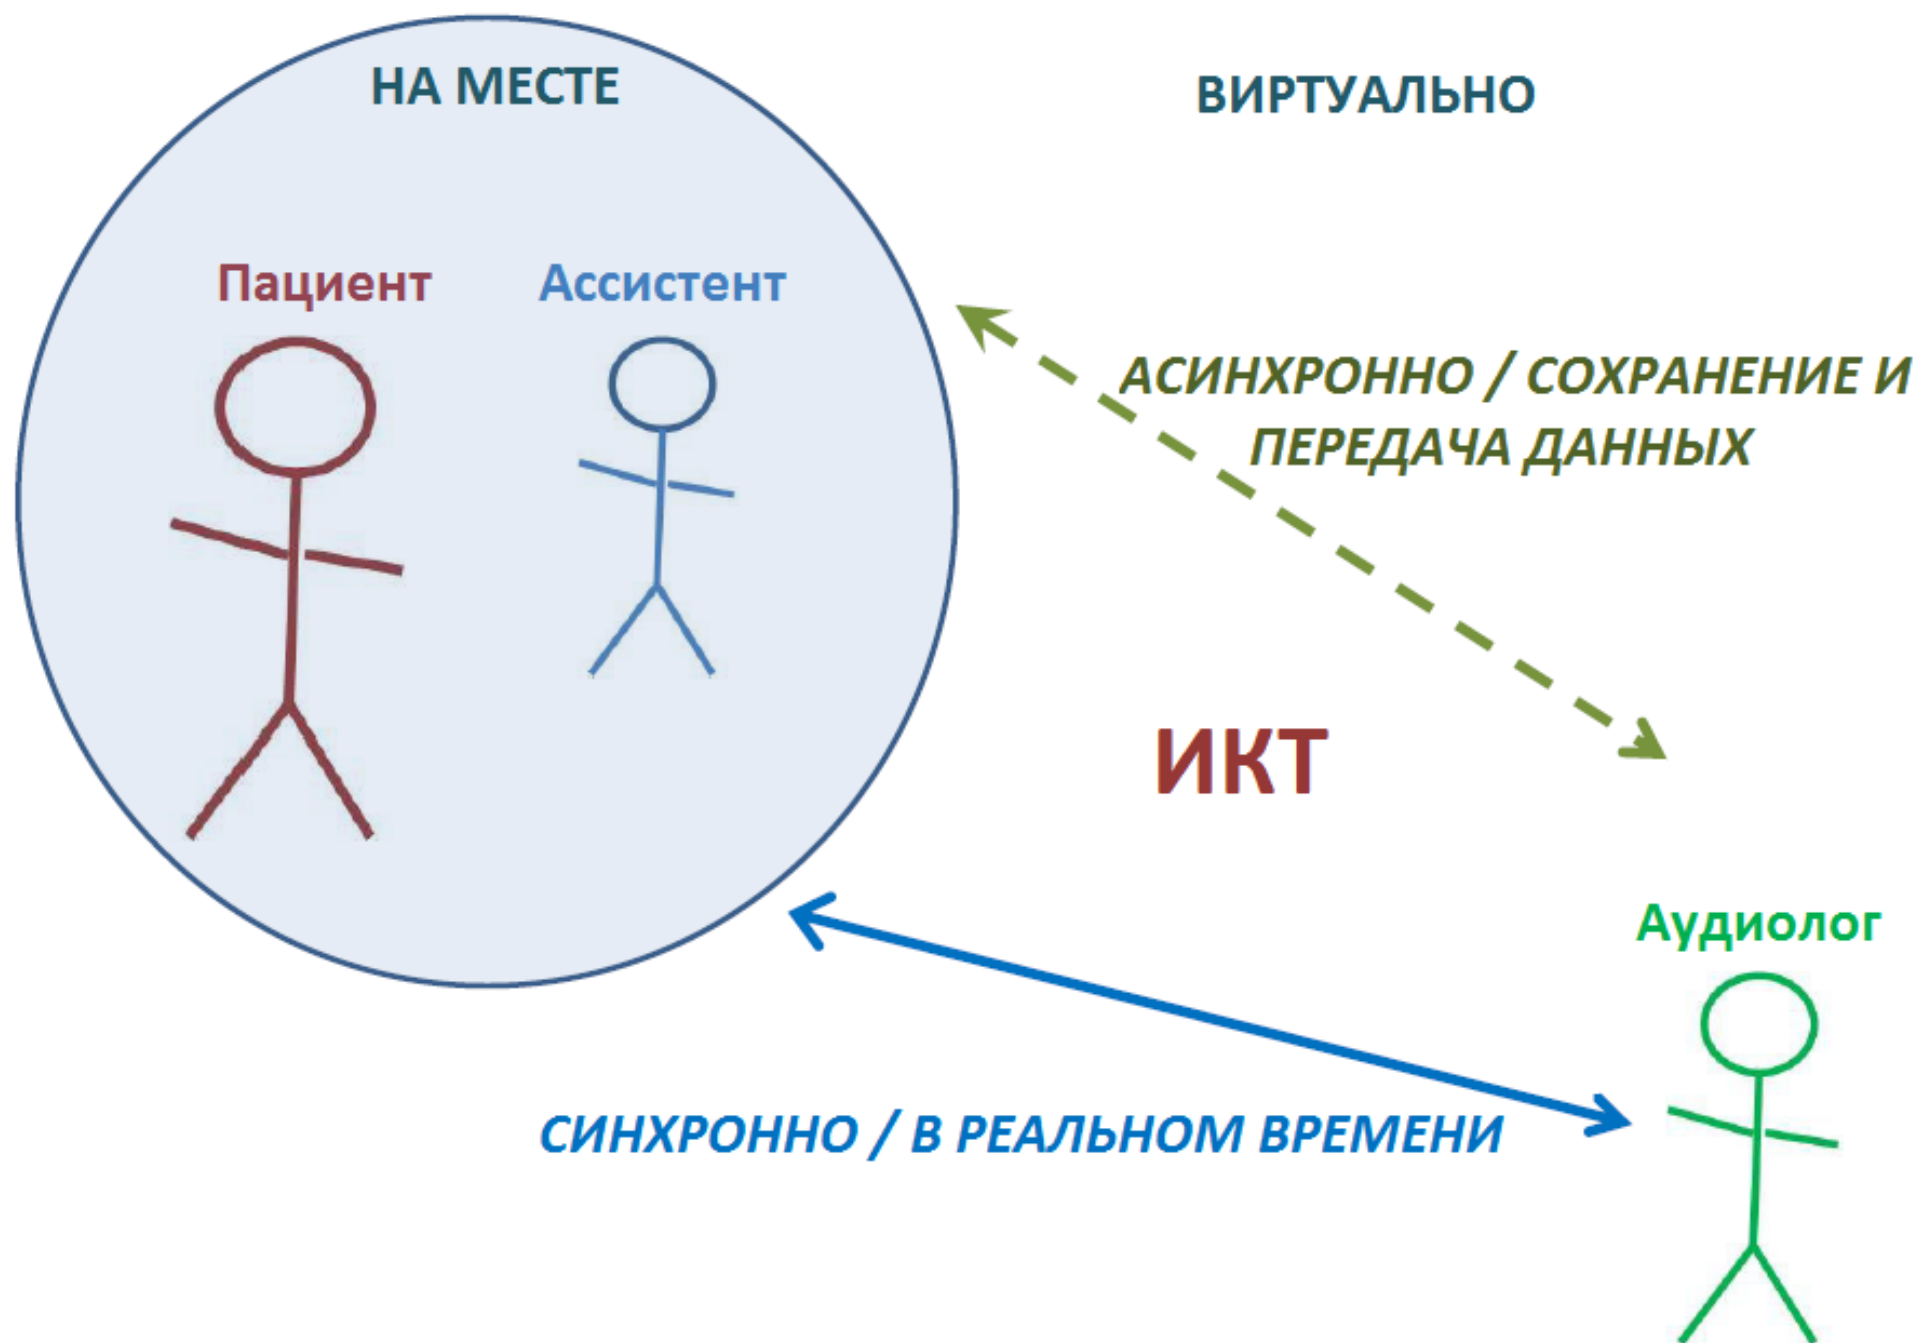 НА МЕСТЕ
ВИРТУАЛЬНО
Пациент
Ассистент
АСИНХРОННО / СОХРАНЕНИЕ И
ПЕРЕДАЧА ДАННЫХ
ИКТ
Аудиолог
СИНХРОННО / В РЕАЛЬНОМ ВРЕМЕНИ